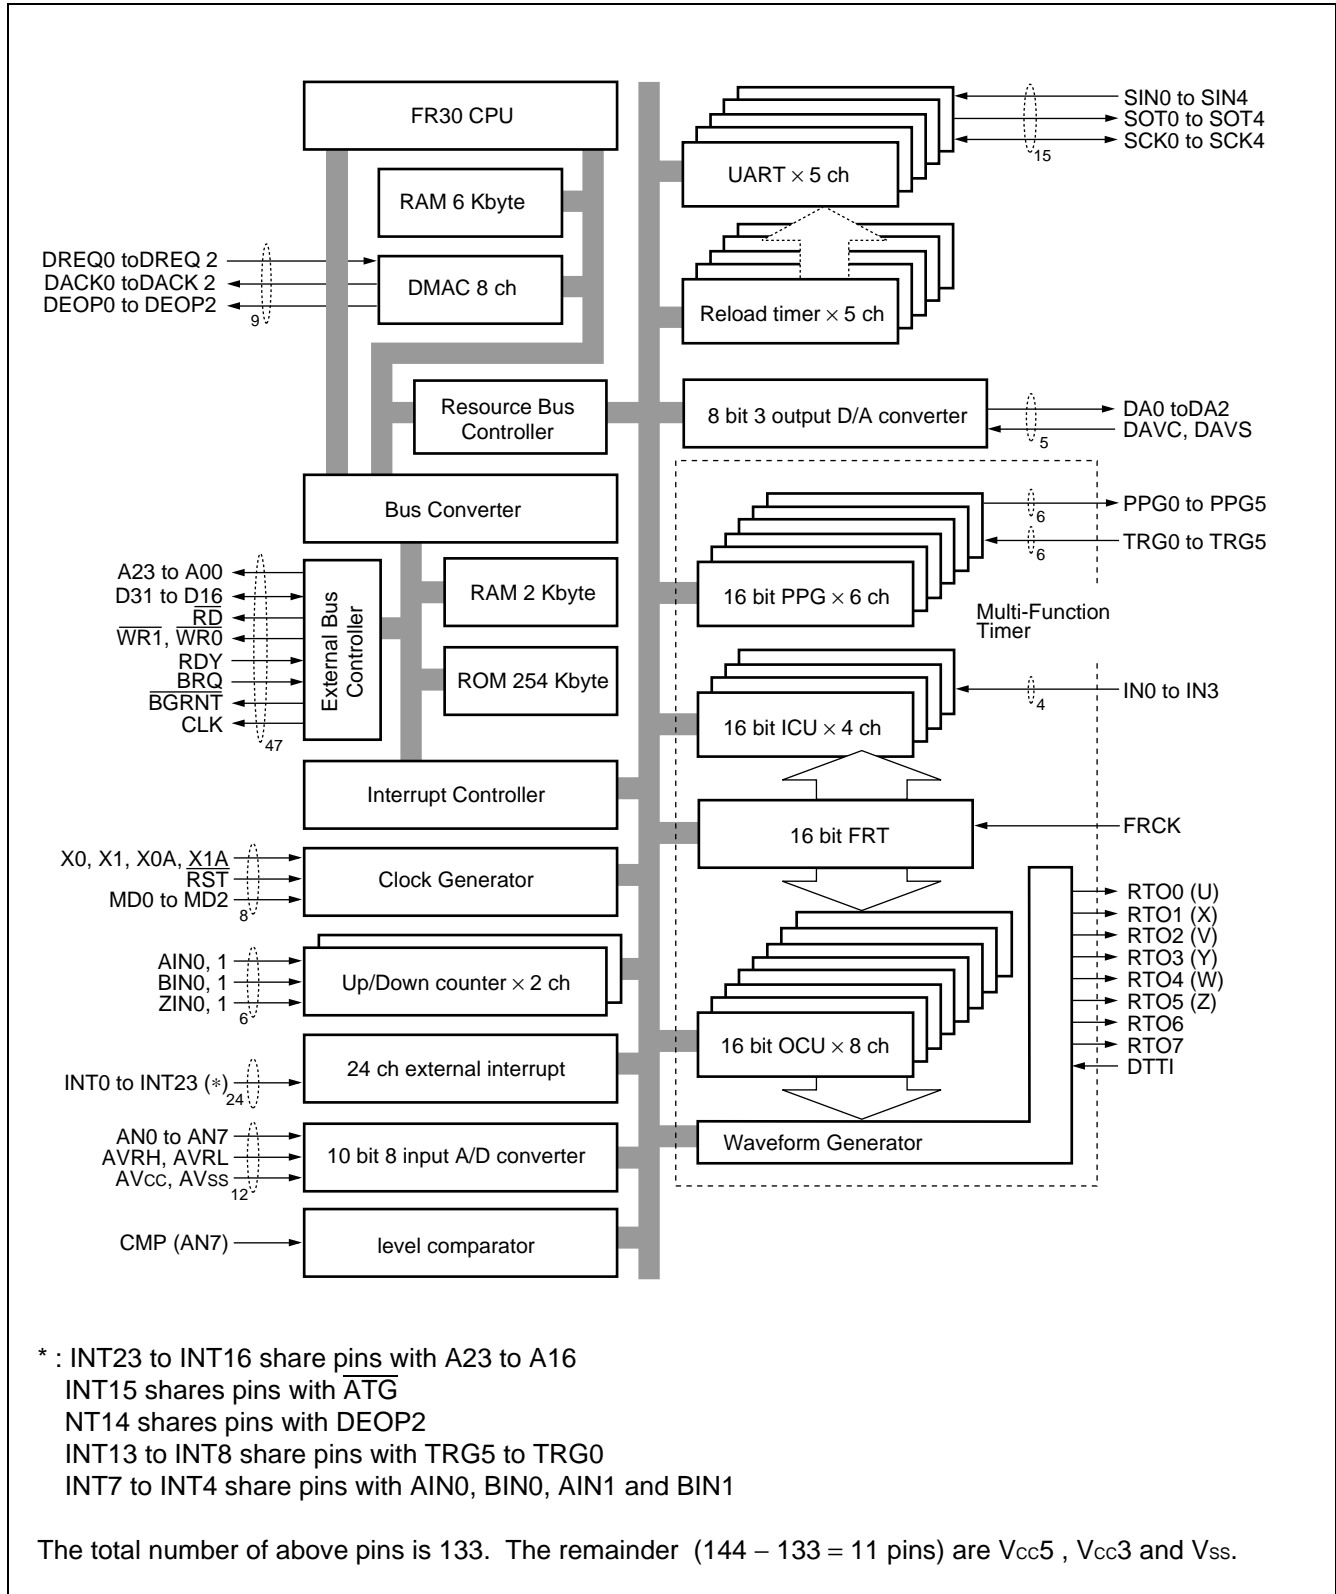 FR30 CPU
RAM 6 Kbyte
DREQ0 toDREQ 2
DACK0 toDACK 2
DEOP0 to DEOP2
9
DMAC 8 ch
Resource Bus
Controller
Bus Converter
A23 to A00
D31 to D16
RD
WR1, WR0
RDY
BRQ
BGRNT
CLK
47
External Bus
Controller
RAM 2 Kbyte
ROM 254 Kbyte
Interrupt Controller
X0, X1, X0A, X1A
RST
MD0 to MD2
8
Clock Generator
AIN0, 1
BIN0, 1
ZIN0, 1
6
Up/Down counter × 2 ch
INT0 to INT23 (*)
24
24 ch external interrupt
AN0 to AN7
AVRH, AVRL
AVCC, AVSS
12
10 bit 8 input A/D converter
CMP (AN7)
level comparator
UART × 5 ch
SIN0 to SIN4
SOT0 to SOT4
SCK0 to SCK4
15
Reload timer × 5 ch
8 bit 3 output D/A converter
DA0 toDA2
DAVC, DAVS
5
PPG0 to PPG5
6
TRG0 to TRG5
6
16 bit PPG × 6 ch
Multi-Function
Timer
16 bit ICU × 4 ch
IN0 to IN3
4
16 bit FRT
FRCK
16 bit OCU × 8 ch
RTO0 (U)
RTO1 (X)
RTO2 (V)
RTO3 (Y)
RTO4 (W)
RTO5 (Z)
RTO6
RTO7
DTTI
Waveform Generator
* : INT23 to INT16 share pins with A23 to A16
INT15 shares pins with ATG
NT14 shares pins with DEOP2
INT13 to INT8 share pins with TRG5 to TRG0
INT7 to INT4 share pins with AIN0, BIN0, AIN1 and BIN1
The total number of above pins is 133. The remainder (144 − 133 = 11 pins) are VCC5 , VCC3 and VSS.